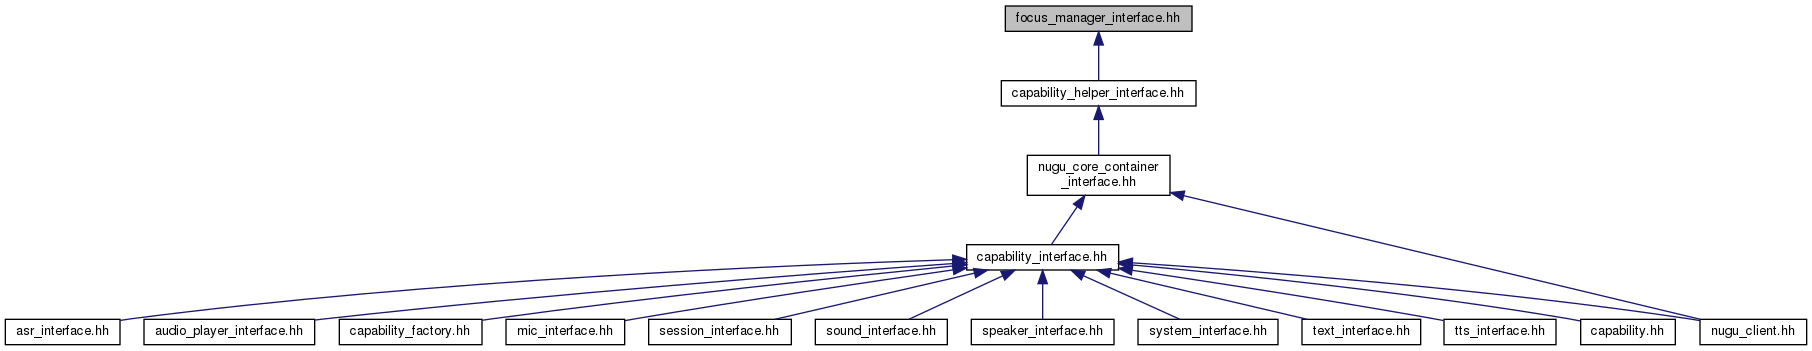 focus_manager_interface.hh
capability_helper_interface.hh
nugu_core_container
_interface.hh
capability_interface.hh
asr_interface.hh
audio_player_interface.hh
capability_factory.hh
mic_interface.hh
session_interface.hh
sound_interface.hh
speaker_interface.hh
system_interface.hh
text_interface.hh
tts_interface.hh
capability.hh
nugu_client.hh